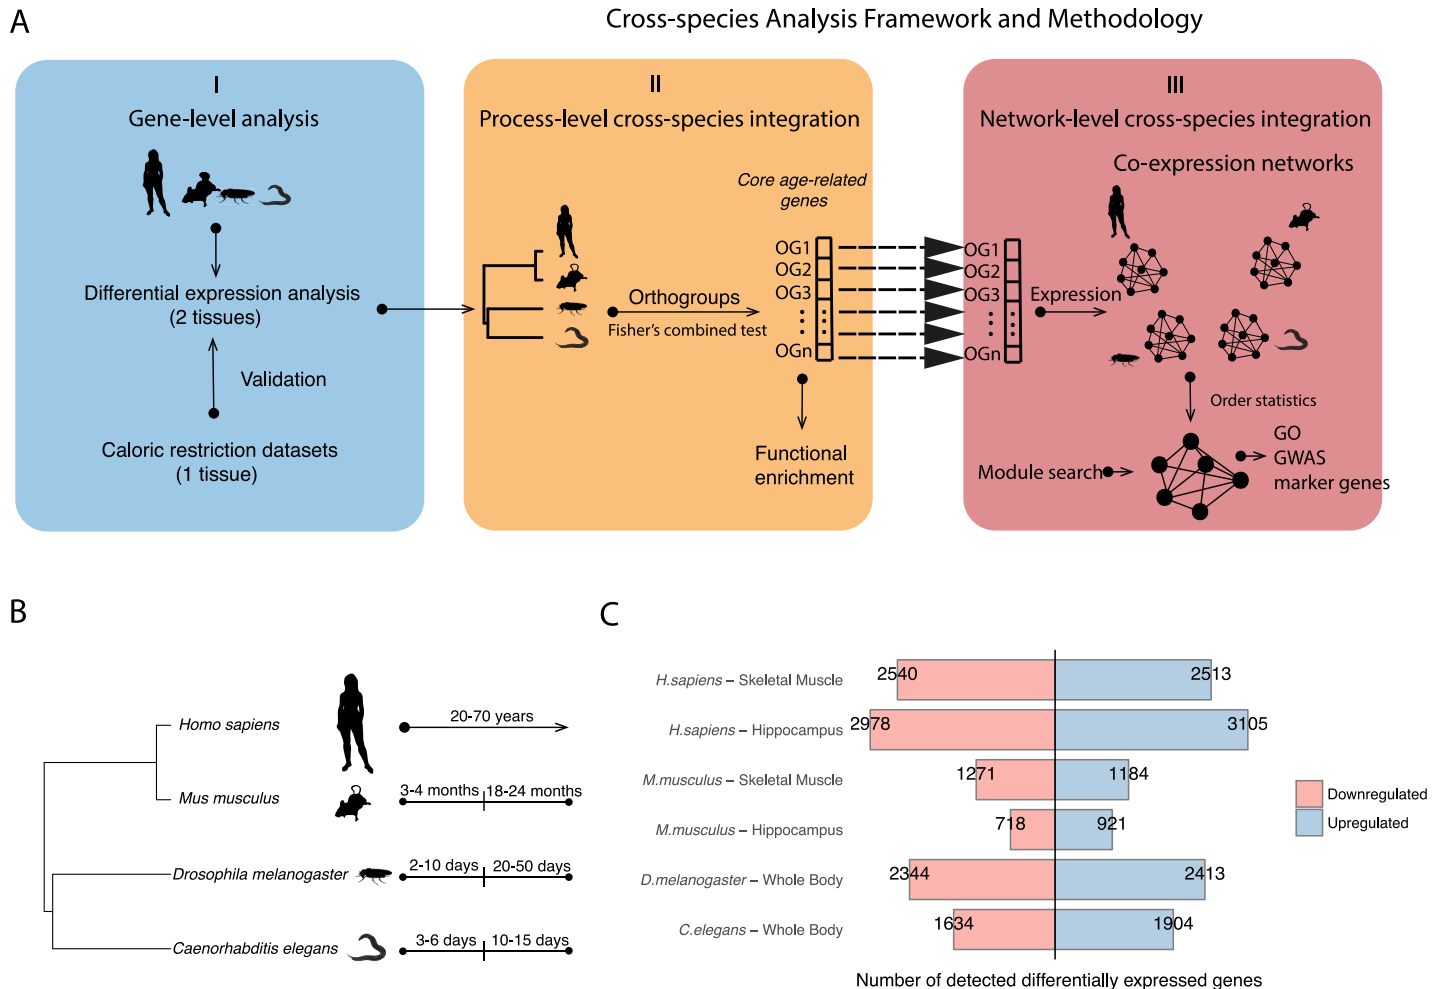 A
Cross-species Analysis Framework and Methodology
I
Gene-level analysis
Differential expression analysis
(2 tissues)
Validation
Caloric restriction datasets
(1 tissue)
II
Process-level cross-species integration
Core age-related
genes
Orthogroups
Fisher's combined test
OG1
OG2
OG3
OGn
Functional
enrichment
III
Network-level cross-species integration
Co-expression networks
OG1
OG2
OG3
OGn
Expression
Order statistics
Module search
GO
GWAS
marker genes
B
Homo sapiens
20-70 years
Mus musculus
3-4 months
18-24 months
Drosophila melanogaster
2-10 days
20-50 days
Caenorhabditis elegans
3-6 days
10-15 days
C
H.sapiens – Skeletal Muscle
2540
2513
H.sapiens – Hippocampus
2978
3105
M.musculus – Skeletal Muscle
1271
1184
M.musculus – Hippocampus
718
921
D.melanogaster – Whole Body
2344
2413
C.elegans – Whole Body
1634
1904
Number of detected differentially expressed genes
Downregulated
Upregulated